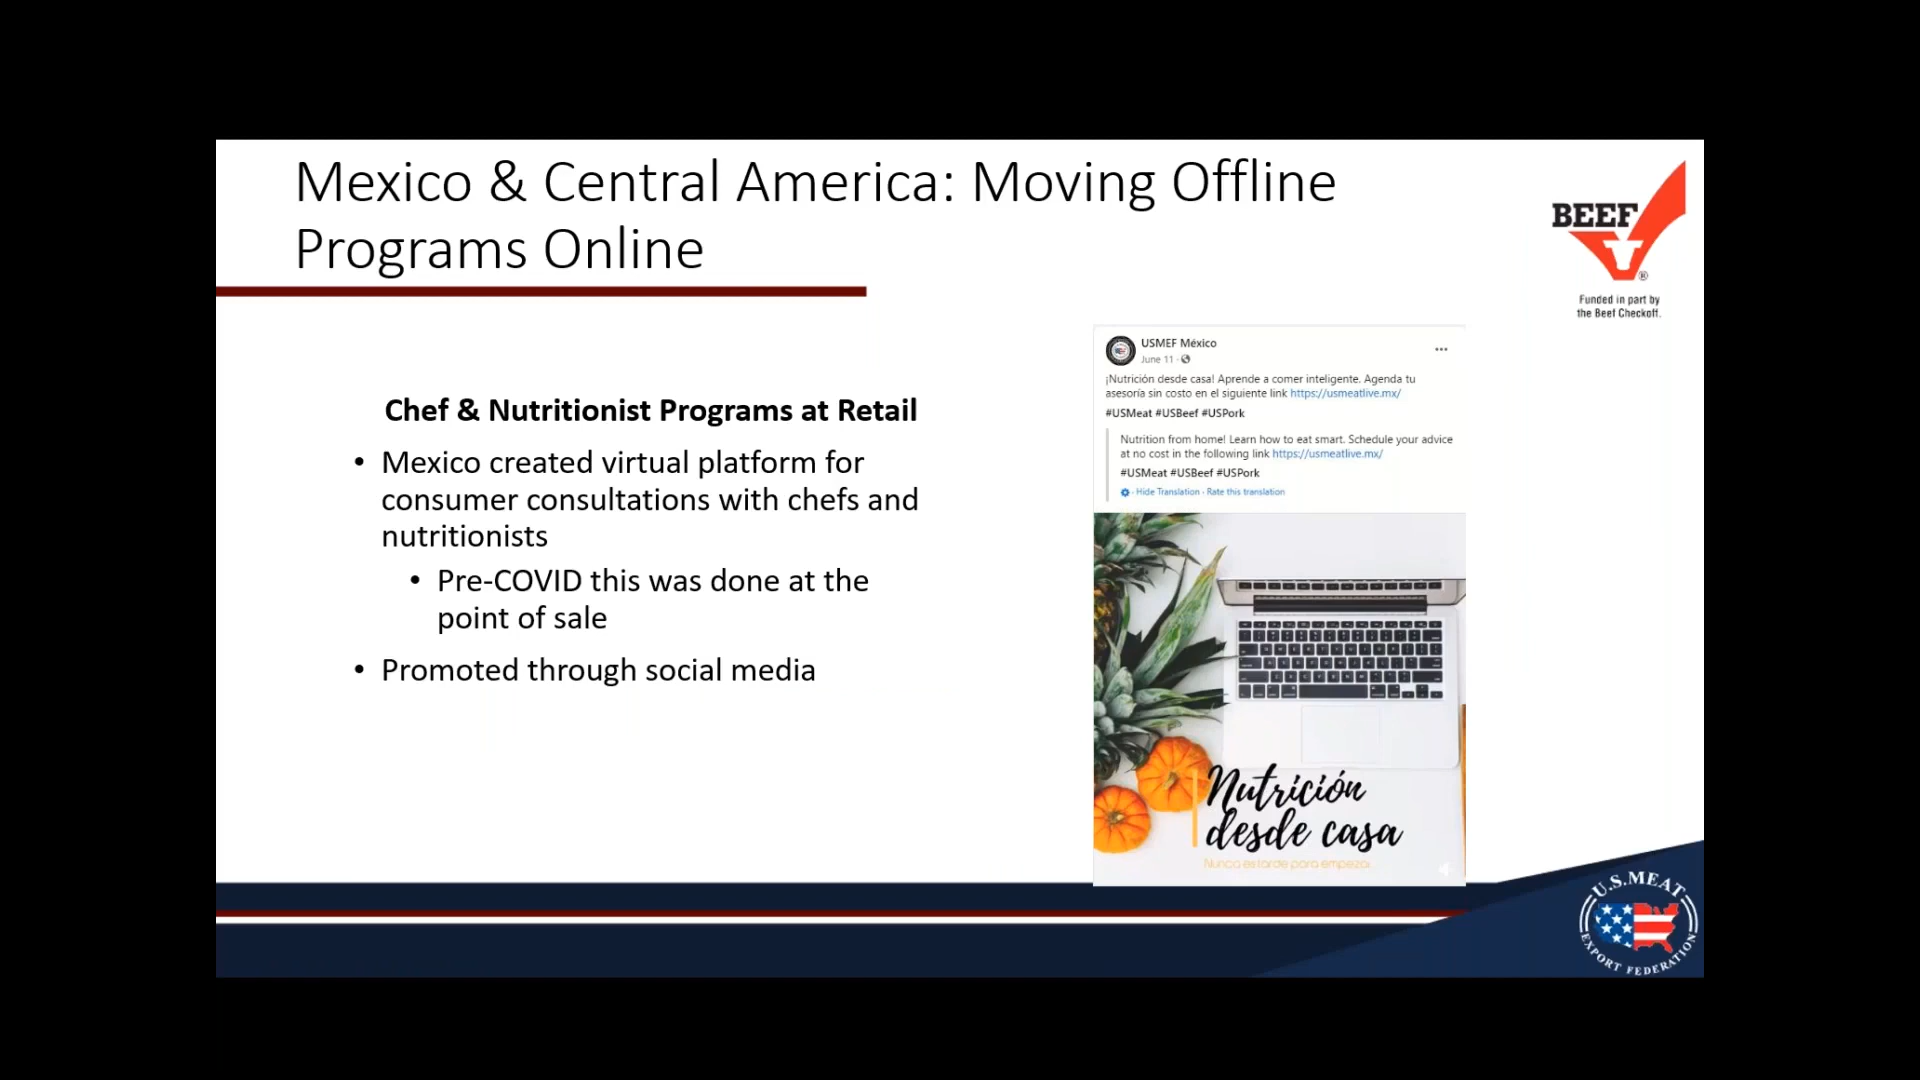 Mexico & Central America: Moving Offline
Programs Online
BEEF
®
Funded in part by
the Beef Checkoff.
Chef & Nutritionist Programs at Retail
• Mexico created virtual platform for
consumer consultations with chefs and
nutritionists
• Pre-COVID this was done at the
point of sale
• Promoted through social media
USMEF México
June 11 ·
¡Nutrición desde casa! Aprende a comer inteligente. Agenda tu
asesoría sin costo en el siguiente link https://usmeatlive.mx/
#USMeat #USBeef #USPork
Nutrition from home! Learn how to eat smart. Schedule your advice
at no cost in the following link https://usmeatlive.mx/
#USMeat #USBeef #USPork
· Hide Translation · Rate this translation
Nutrición
desde casa
Nunca es tarde para empezar
U.S. MEAT
EXPORT FEDERATION